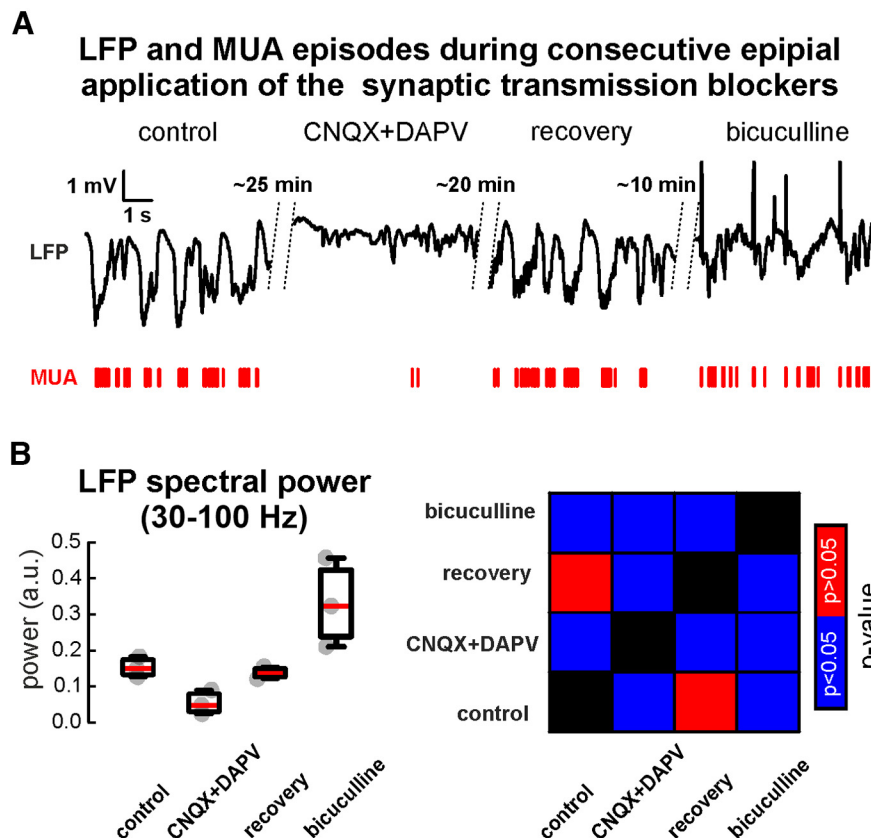 A
LFP and MUA episodes during consecutive epipial
application of the synaptic transmission blockers
control CNQX+DAPV recovery bicuculline
1 mV
1 s
~25 min ~20 min ~10 min
LFP
MUA
B
LFP spectral power
(30-100 Hz)
power (a.u.)
0.5
0.4
0.3
0.2
0.1
0.0
control
CNQX+DAPV
recovery
bicuculline
bicuculline
recovery
CNQX+DAPV
control
control
CNQX+DAPV
recovery
bicuculline
p>0.05
p<0.05
p-value